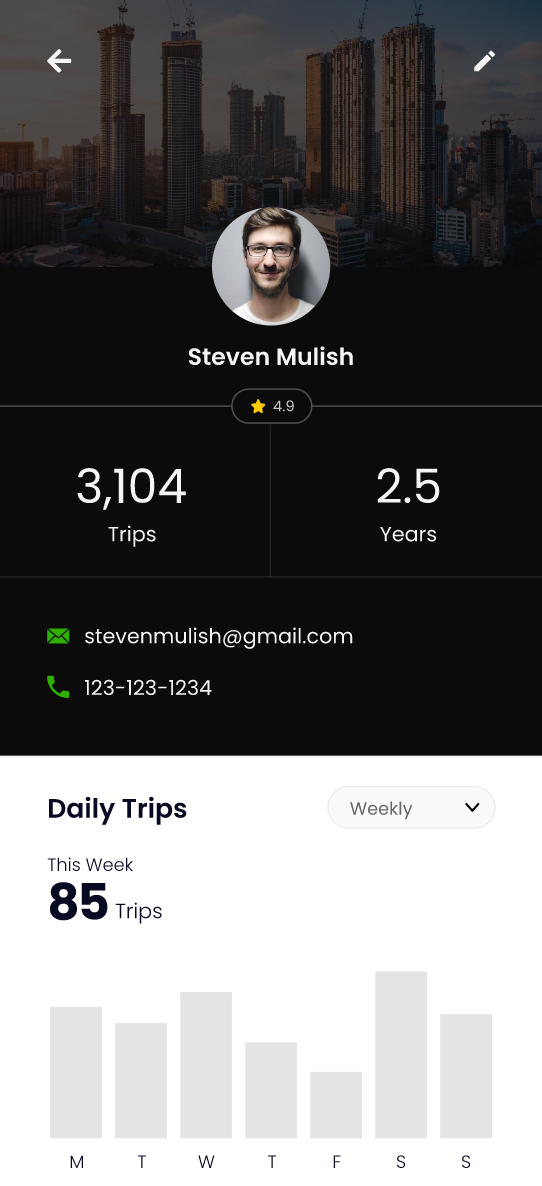 Steven Mulish
4.9
3,104
Trips
2.5
Years
stevenmulish@gmail.com
123-123-1234
Daily Trips
Weekly
This Week
85 Trips
M T W T F S S